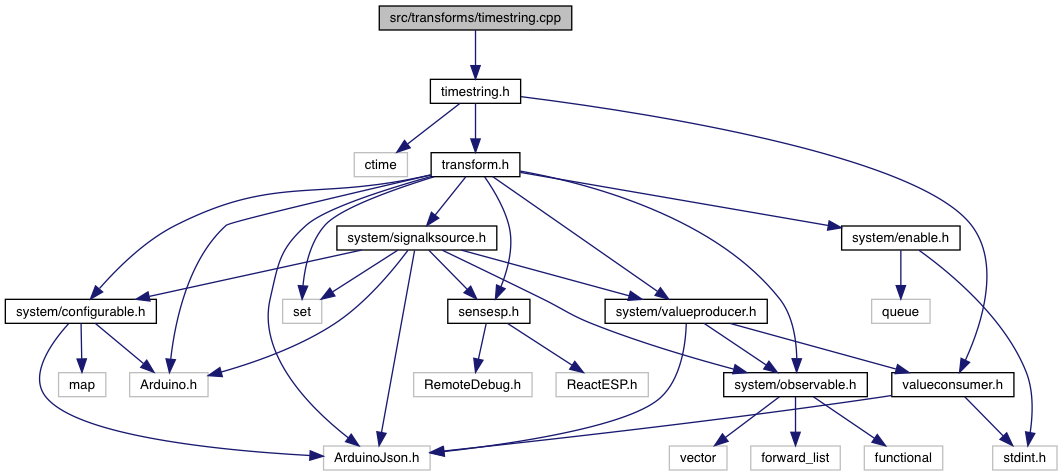 src/transforms/timestring.cpp
timestring.h
ctime
transform.h
system/signalksource.h
system/enable.h
system/configurable.h
set
sensesp.h
system/valueproducer.h
queue
map
Arduino.h
RemoteDebug.h
ReactESP.h
system/observable.h
valueconsumer.h
ArduinoJson.h
vector
forward_list
functional
stdint.h